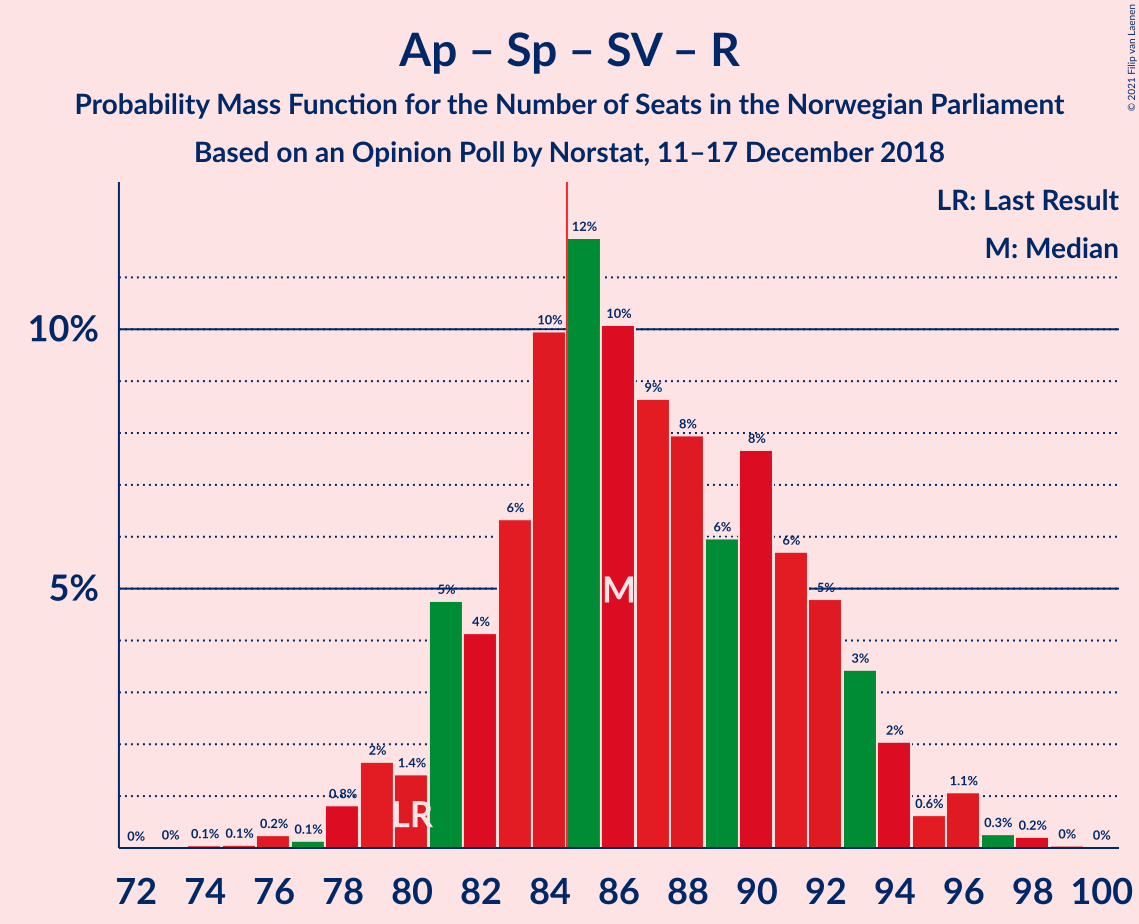 Ap – Sp – SV – R
Probability Mass Function for the Number of Seats in the Norwegian Parliament
Based on an Opinion Poll by Norstat, 11–17 December 2018
© 2021 Filip van Laenen
LR: Last Result
M: Median
10%
5%
0% 0% 0.1% 0.1% 0.2% 0.1% 0.8% 2% 1.4% 5% 4% 6% 10% 12% 10% 9% 8% 6% 8% 6% 5% 3% 2% 0.6% 1.1% 0.3% 0.2% 0% 0%
LR
M
72 74 76 78 80 82 84 86 88 90 92 94 96 98 100